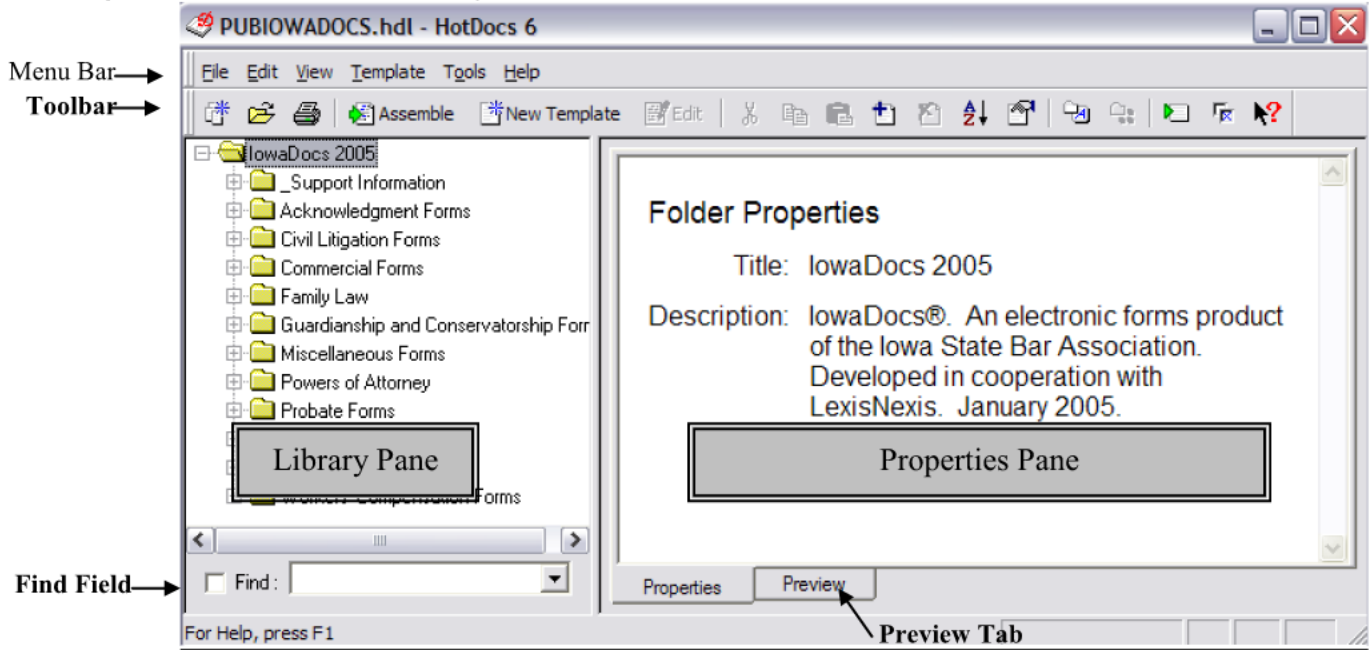 PUBIOWADOCS.hdl - HotDocs 6
Menu Bar
File Edit View Template Tools Help
Toolbar
Assemble New Template Edit
IowaDocs 2005
_Support Information
Acknowledgment Forms
Civil Litigation Forms
Commercial Forms
Family Law
Guardianship and Conservatorship Forr
Miscellaneous Forms
Powers of Attorney
Probate Forms
Library Pane
Forms
Folder Properties
Title: IowaDocs 2005
Description: IowaDocs®. An electronic forms product
of the Iowa State Bar Association.
Developed in cooperation with
LexisNexis. January 2005.
Properties Pane
Find Field
Find :
Properties Preview
For Help, press F1
Preview Tab